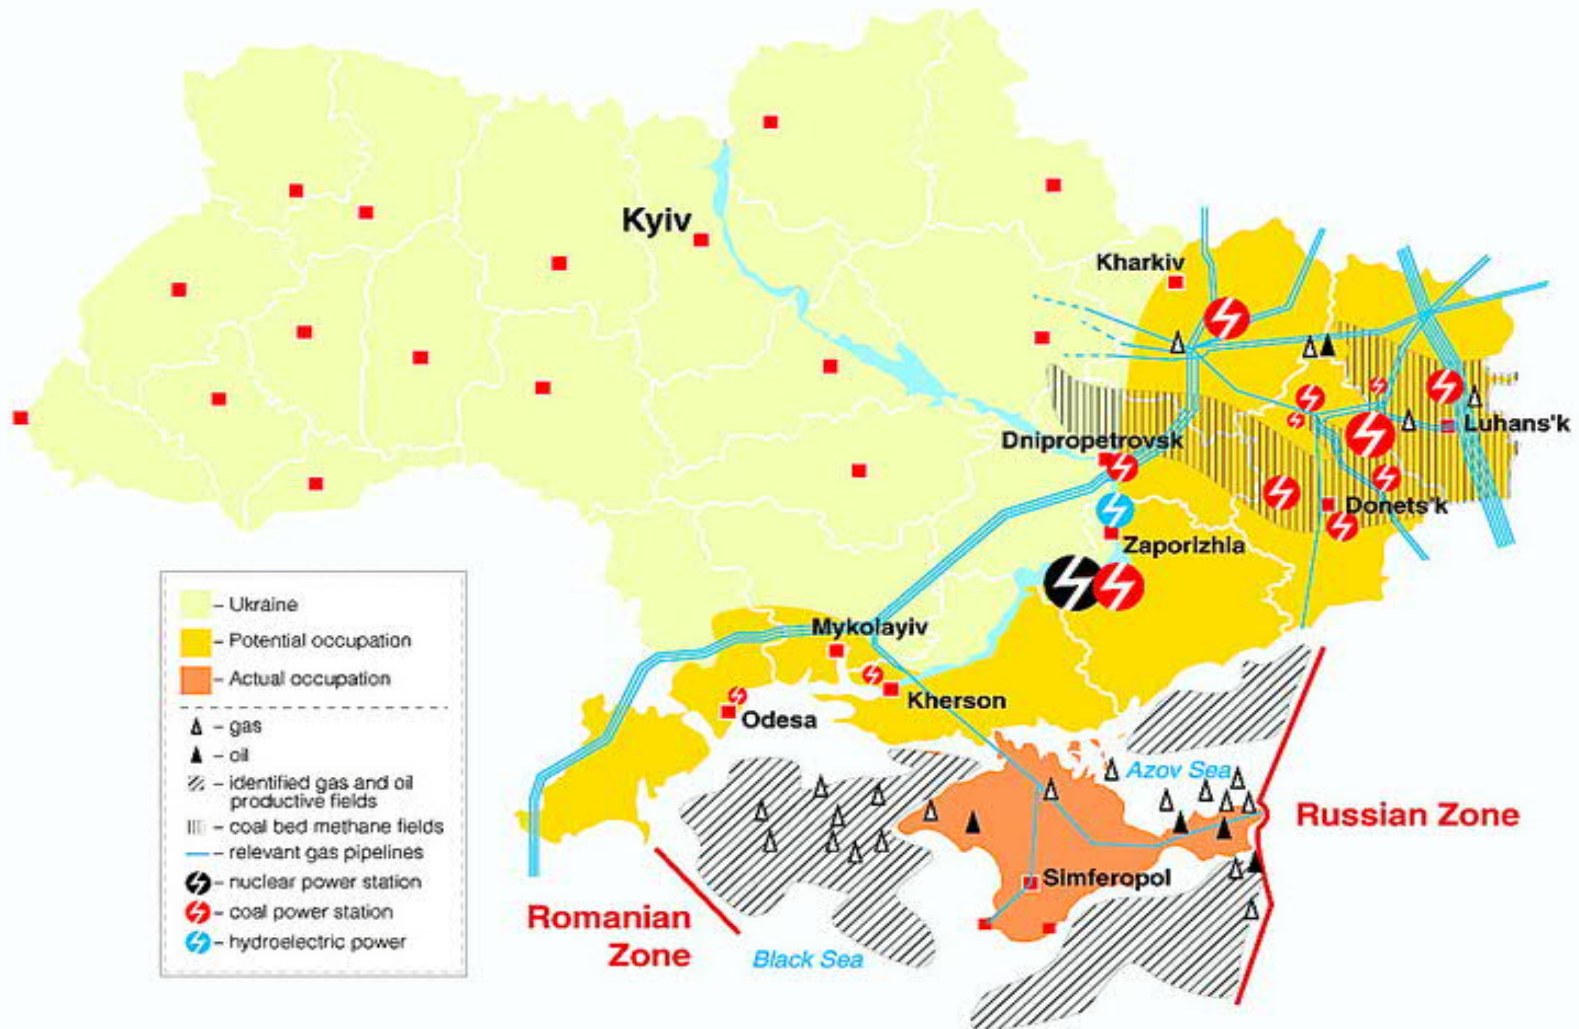 Kyiv
Kharkiv
Dnipropetrovsk
Luhans'k
Donets'k
Zaporizhia
Mykolayiv
Kherson
Odesa
Azov Sea
Russian Zone
Simferopol
Romanian
Zone
Black Sea
– Ukraine
– Potential occupation
– Actual occupation
– gas
– oil
– identified gas and oil
productive fields
– coal bed methane fields
– relevant gas pipelines
– nuclear power station
– coal power station
– hydroelectric power